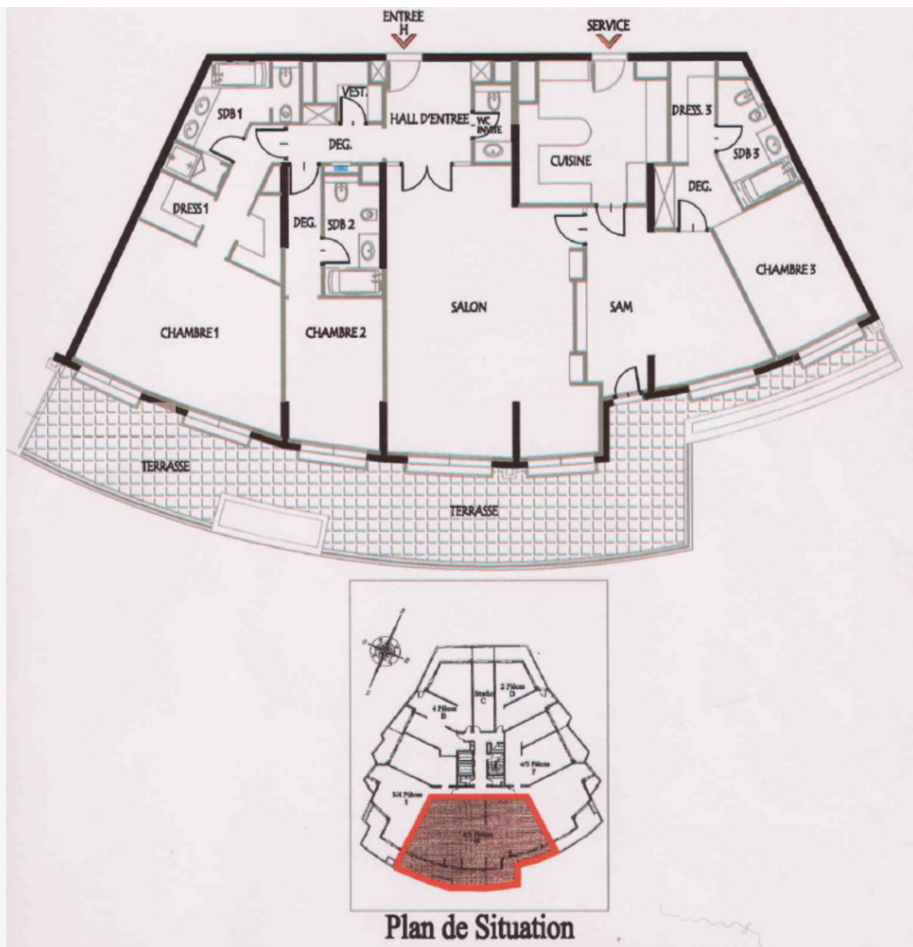 ENTREE
H
SERVICE
SDB 1
VEST.
HALL D'ENTREE
WC
INVITE
DEG.
CUISINE
DRESS. 3
SDB 3
DEG.
DRESS 1
DEG.
SDB 2
CHAMBRE 1
CHAMBRE 2
SALON
SAM
CHAMBRE 3
TERRASSE
TERRASSE
4 Pièces
B
Studio
C
2 Pièces
D
3/4 Pièces
I
4/5 Pièces
F
Plan de Situation